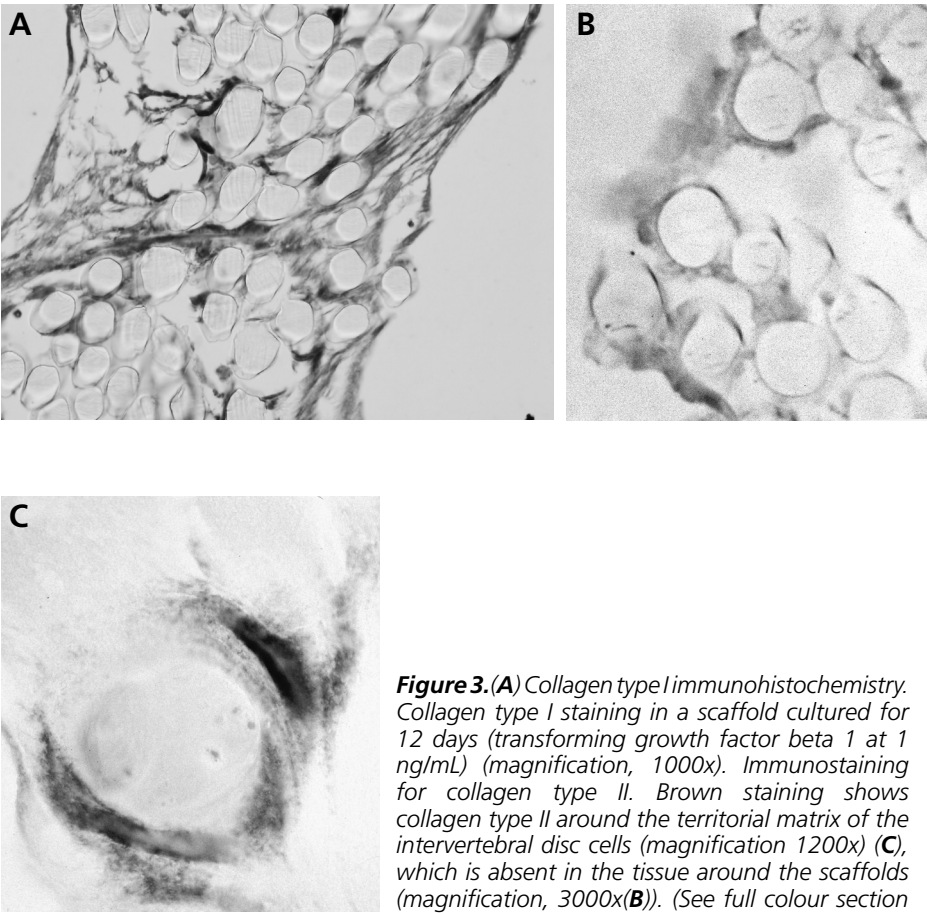 A
B
C
Figure 3. (A) Collagen type I immunohistochemistry.
Collagen type I staining in a scaffold cultured for
12 days (transforming growth factor beta 1 at 1
ng/mL) (magnification, 1000x). Immunostaining
for collagen type II. Brown staining shows
collagen type II around the territorial matrix of the
intervertebral disc cells (magnification 1200x) (C),
which is absent in the tissue around the scaffolds
(magnification, 3000x(B)). (See full colour section